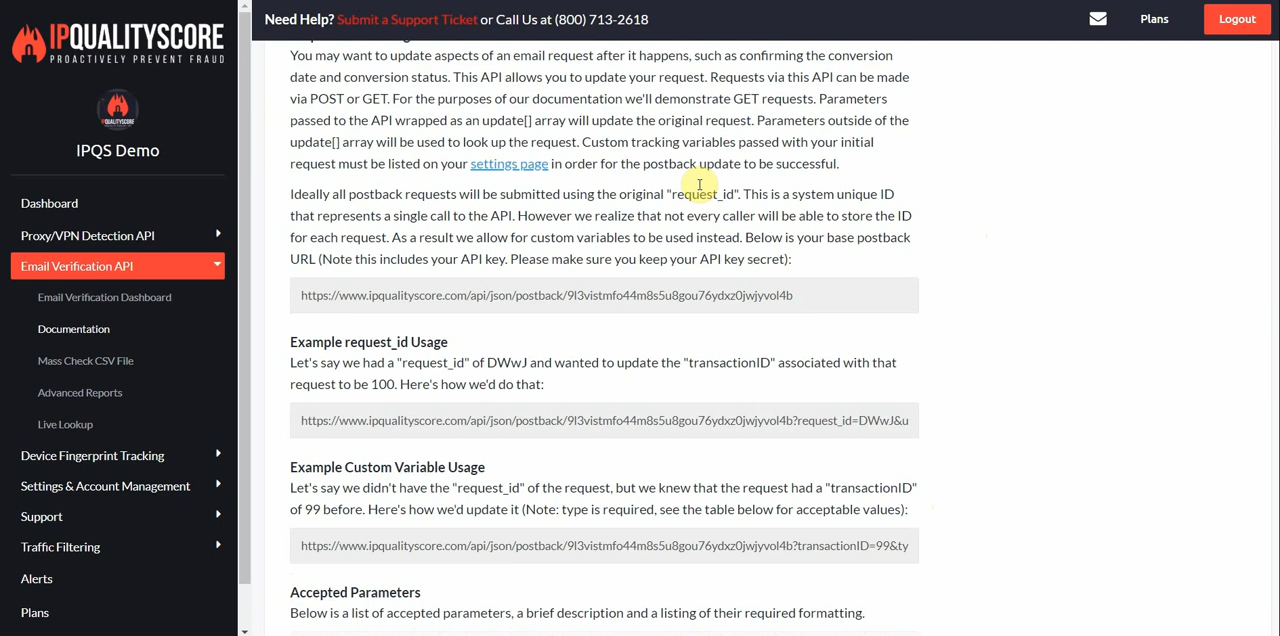 IPQUALITYSCORE
PROACTIVELY PREVENT FRAUD
IPQS Demo
Dashboard
Proxy/VPN Detection API
Email Verification API
Email Verification Dashboard
Documentation
Mass Check CSV File
Advanced Reports
Live Lookup
Device Fingerprint Tracking
Settings & Account Management
Support
Traffic Filtering
Alerts
Plans
Need Help? Submit a Support Ticket or Call Us at (800) 713-2618
Plans
Logout
You may want to update aspects of an email request after it happens, such as confirming the conversion
date and conversion status. This API allows you to update your request. Requests via this API can be made
via POST or GET. For the purposes of our documentation we'll demonstrate GET requests. Parameters
passed to the API wrapped as an update[] array will update the original request. Parameters outside of the
update[] array will be used to look up the request. Custom tracking variables passed with your initial
request must be listed on your settings page in order for the postback update to be successful.
Ideally all postback requests will be submitted using the original "request_id". This is a system unique ID
that represents a single call to the API. However we realize that not every caller will be able to store the ID
for each request. As a result we allow for custom variables to be used instead. Below is your base postback
URL (Note this includes your API key. Please make sure you keep your API key secret):
https://www.ipqualityscore.com/api/json/postback/9l3vistmfo44m8s5u8gou76ydxz0jwjyvol4b
Example request_id Usage
Let's say we had a "request_id" of DWwJ and wanted to update the "transactionID" associated with that
request to be 100. Here's how we'd do that:
https://www.ipqualityscore.com/api/json/postback/9l3vistmfo44m8s5u8gou76ydxz0jwjyvol4b?request_id=DWwJ&u
Example Custom Variable Usage
Let's say we didn't have the "request_id" of the request, but we knew that the request had a "transactionID"
of 99 before. Here's how we'd update it (Note: type is required, see the table below for acceptable values):
https://www.ipqualityscore.com/api/json/postback/9l3vistmfo44m8s5u8gou76ydxz0jwjyvol4b?transactionID=99&ty
Accepted Parameters
Below is a list of accepted parameters, a brief description and a listing of their required formatting.